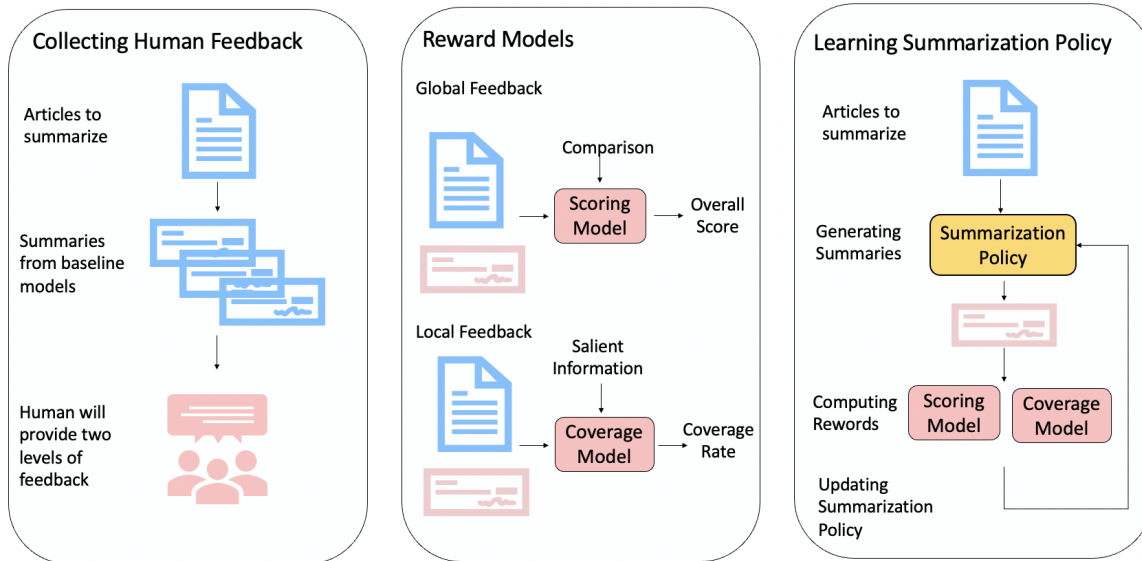 Collecting Human Feedback
Articles to
summarize
Summaries
from baseline
models
Human will
provide two
levels of
feedback
Reward Models
Global Feedback
Comparison
Scoring
Model
Overall
Score
Local Feedback
Salient
Information
Coverage
Model
Coverage
Rate
Learning Summarization Policy
Articles to
summarize
Generating
Summaries
Summarization
Policy
Computing
Rewords
Scoring
Model
Coverage
Model
Updating
Summarization
Policy